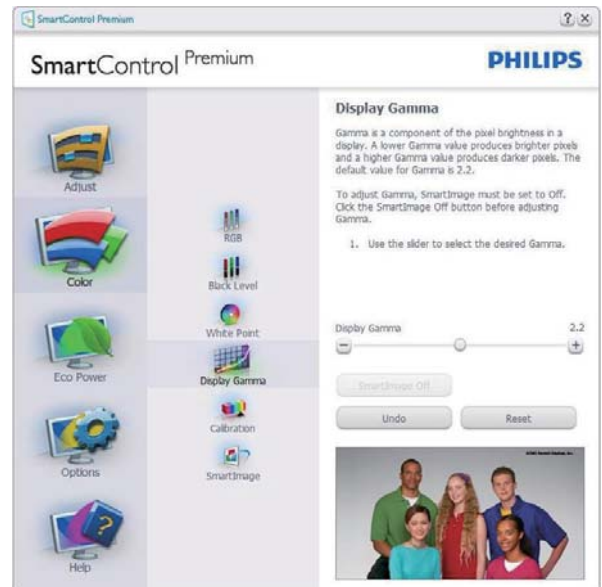 SmartControl Premium
? ×
SmartControl Premium
PHILIPS
Adjust
Color
Eco Power
Options
Help
RGB
Black Level
White Point
Display Gamma
Calibration
SmartImage
Display Gamma
Gamma is a component of the pixel brightness in a
display. A lower Gamma value produces brighter pixels
and a higher Gamma value produces darker pixels. The
default value for Gamma is 2.2.
To adjust Gamma, SmartImage must be set to Off.
Click the SmartImage Off button before adjusting
Gamma.
1. Use the slider to select the desired Gamma.
Display Gamma 2.2
SmartImage Off
Undo Reset